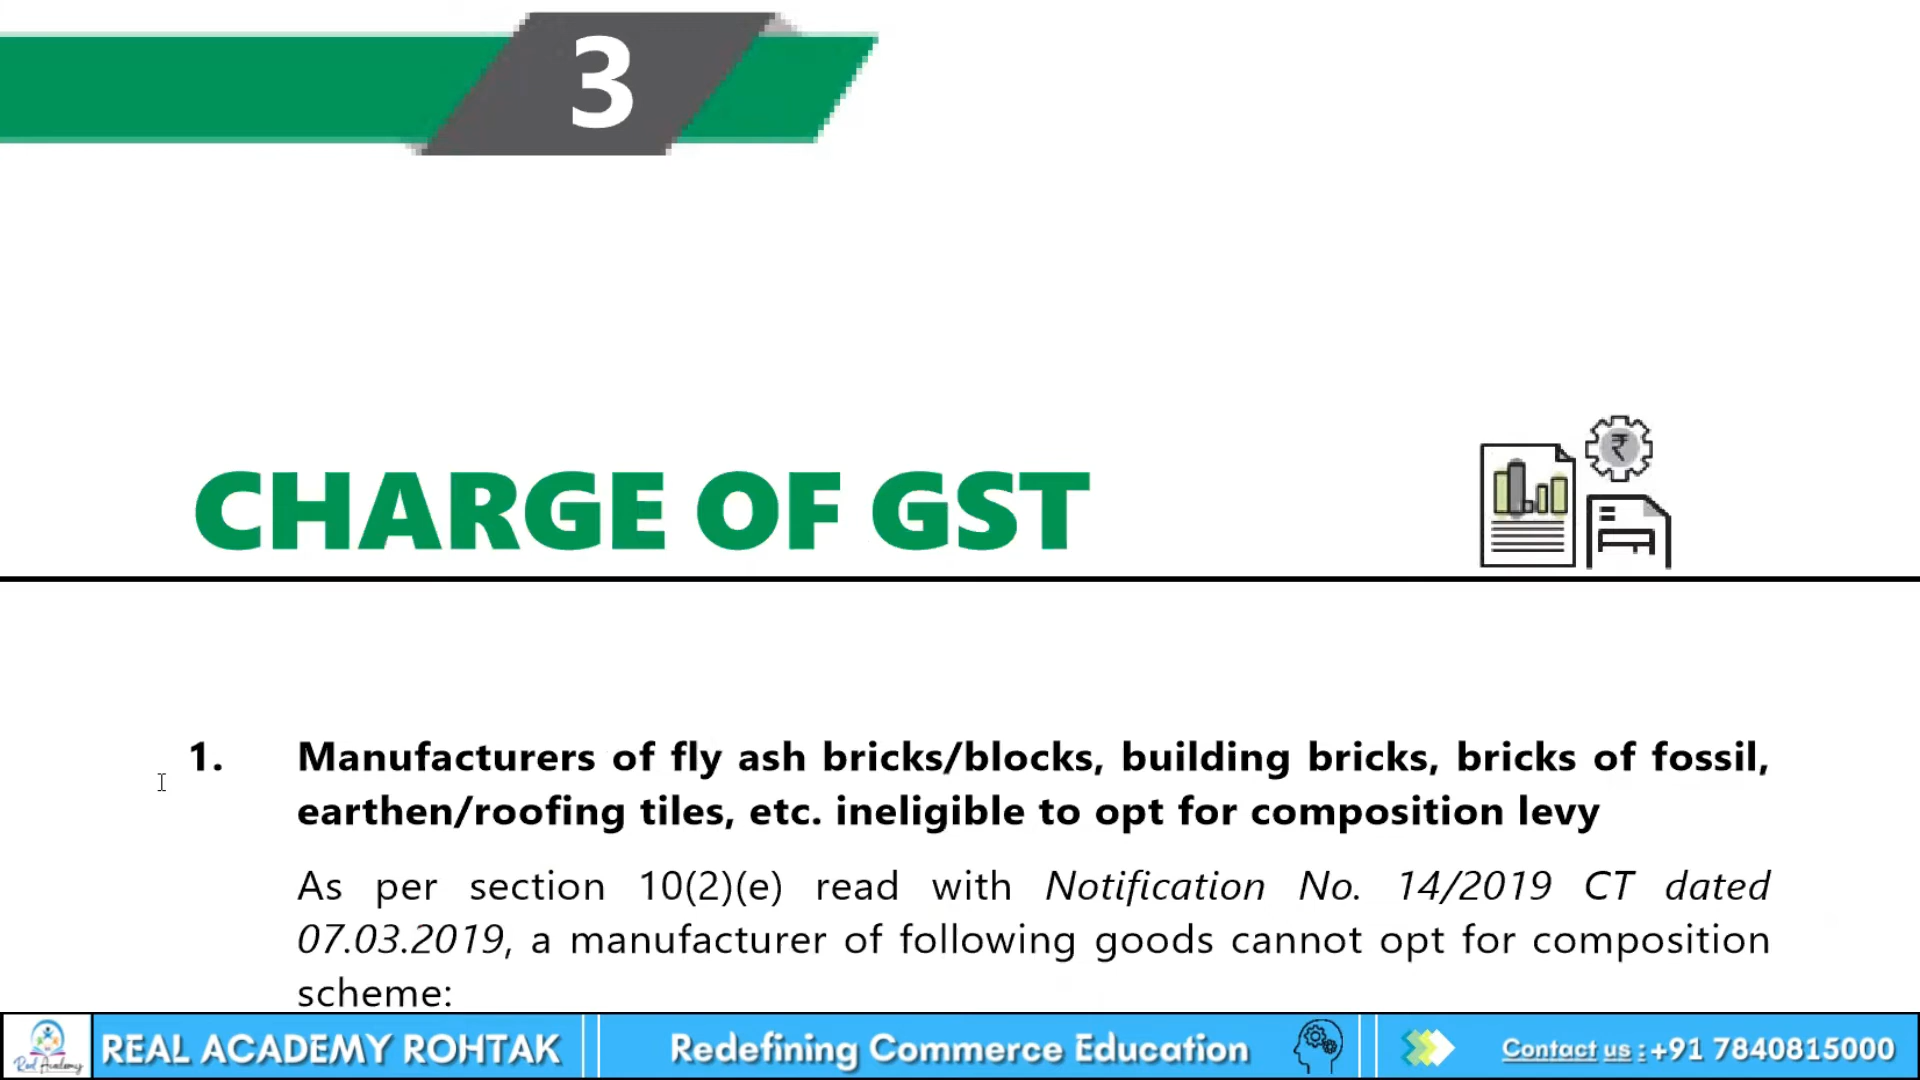 3
CHARGE OF GST
₹
1. Manufacturers of fly ash bricks/blocks, building bricks, bricks of fossil,
earthen/roofing tiles, etc. ineligible to opt for composition levy
As per section 10(2)(e) read with Notification No. 14/2019 CT dated
07.03.2019, a manufacturer of following goods cannot opt for composition
scheme:
Real Academy
REAL ACADEMY ROHTAK
Redefining Commerce Education
Contact us : +91 7840815000